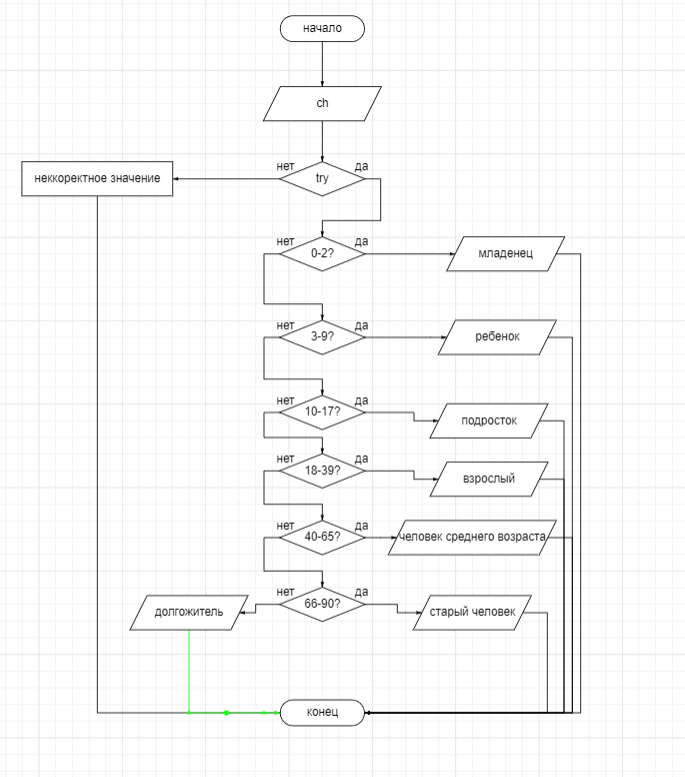 начало
ch
нет
да
try
неккоректное значение
нет
да
0-2?
младенец
нет
да
3-9?
ребенок
нет
да
10-17?
подросток
нет
да
18-39?
взрослый
нет
да
40-65?
человек среднего возраста
нет
да
66-90?
долгожитель
старый человек
конец